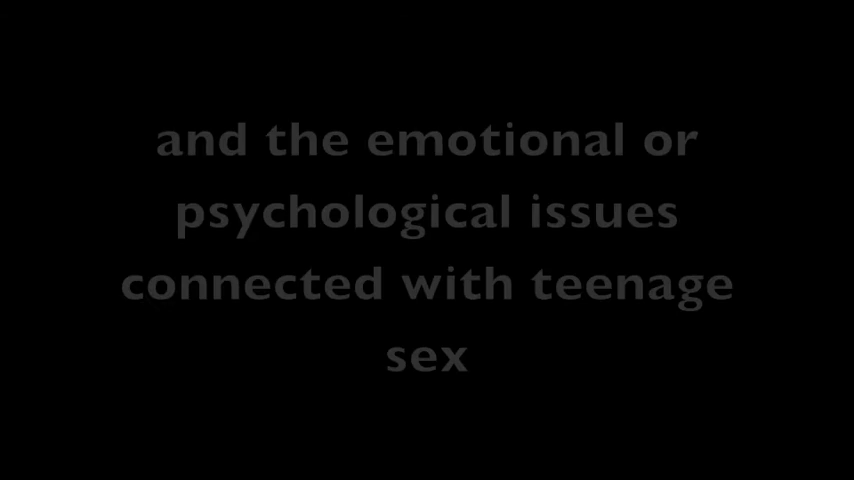 and the emotional or
psychological issues
connected with teenage
sex